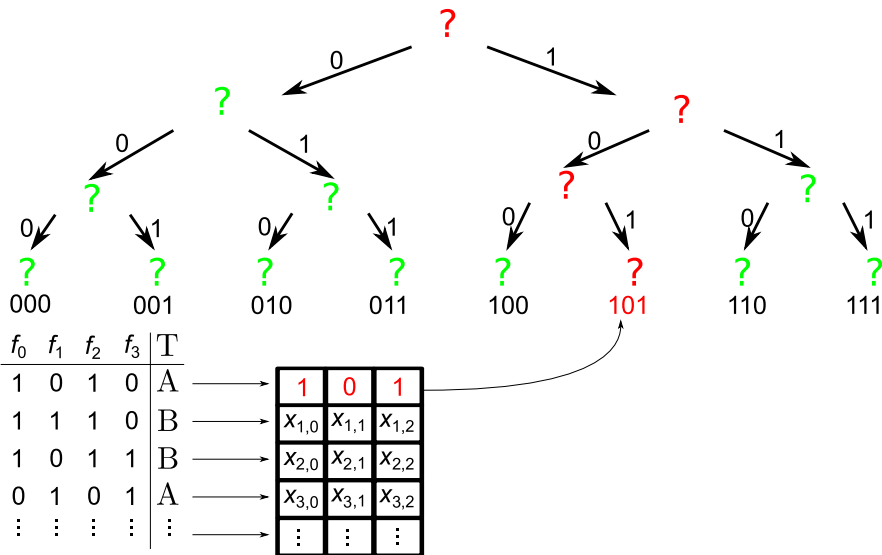 ?
0 1
? ?
0 1 0 1
? ? ? ?
0 1 0 1 0 1 0 1
? ? ? ? ? ? ? ?
000 001 010 011 100 101 110 111
f₀ f₁ f₂ f₃ T
1 0 1 0 A 1 0 1
1 1 1 0 B x₁,₀ x₁,₁ x₁,₂
1 0 1 1 B x₂,₀ x₂,₁ x₂,₂
0 1 0 1 A x₃,₀ x₃,₁ x₃,₂
⋮ ⋮ ⋮ ⋮ ⋮ ⋮ ⋮ ⋮